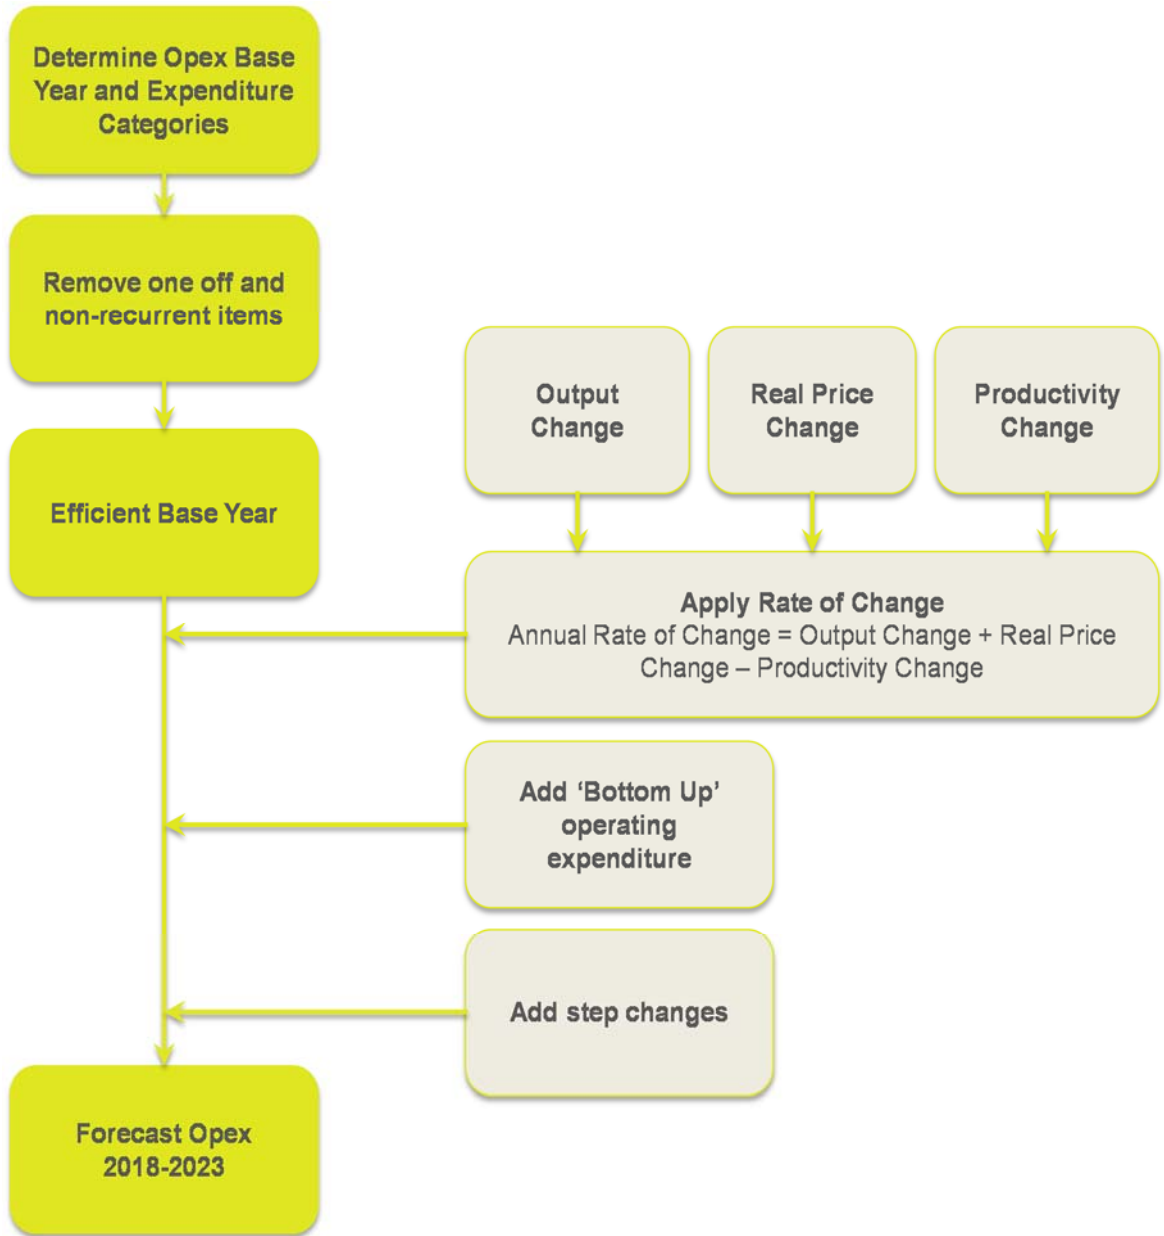 Determine Opex Base
Year and Expenditure
Categories
Remove one off and
non-recurrent items
Efficient Base Year
Output
Change
Real Price
Change
Productivity
Change
Apply Rate of Change
Annual Rate of Change = Output Change + Real Price
Change – Productivity Change
Add ‘Bottom Up’
operating
expenditure
Add step changes
Forecast Opex
2018-2023